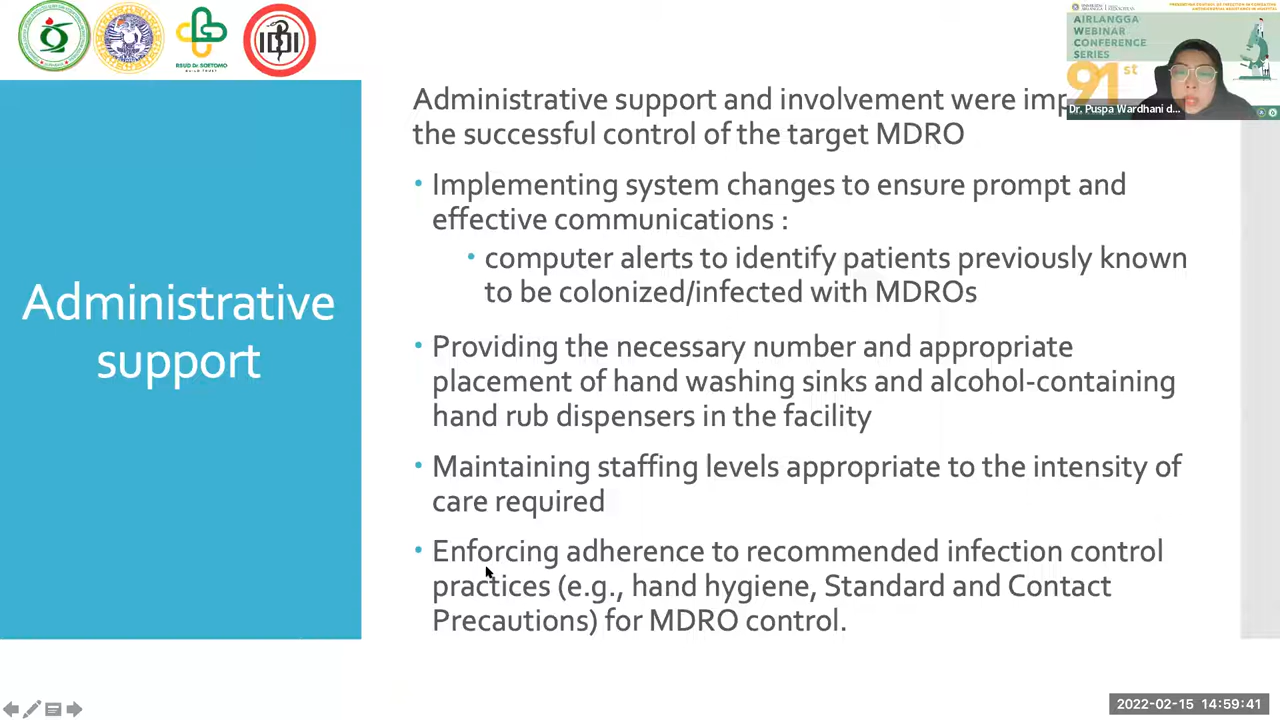 RSUD Dr. SOETOMO
IDI
AIRLANGGA
WEBINAR
CONFERENCE
SERIES
91st
Dr. Puspa Wardhani d...
Administrative
support
Administrative support and involvement were
the successful control of the target MDRO
• Implementing system changes to ensure prompt and
effective communications :
• computer alerts to identify patients previously known
to be colonized/infected with MDROs
• Providing the necessary number and appropriate
placement of hand washing sinks and alcohol-containing
hand rub dispensers in the facility
• Maintaining staffing levels appropriate to the intensity of
care required
• Enforcing adherence to recommended infection control
practices (e.g., hand hygiene, Standard and Contact
Precautions) for MDRO control.
2022-02-15 14:59:41